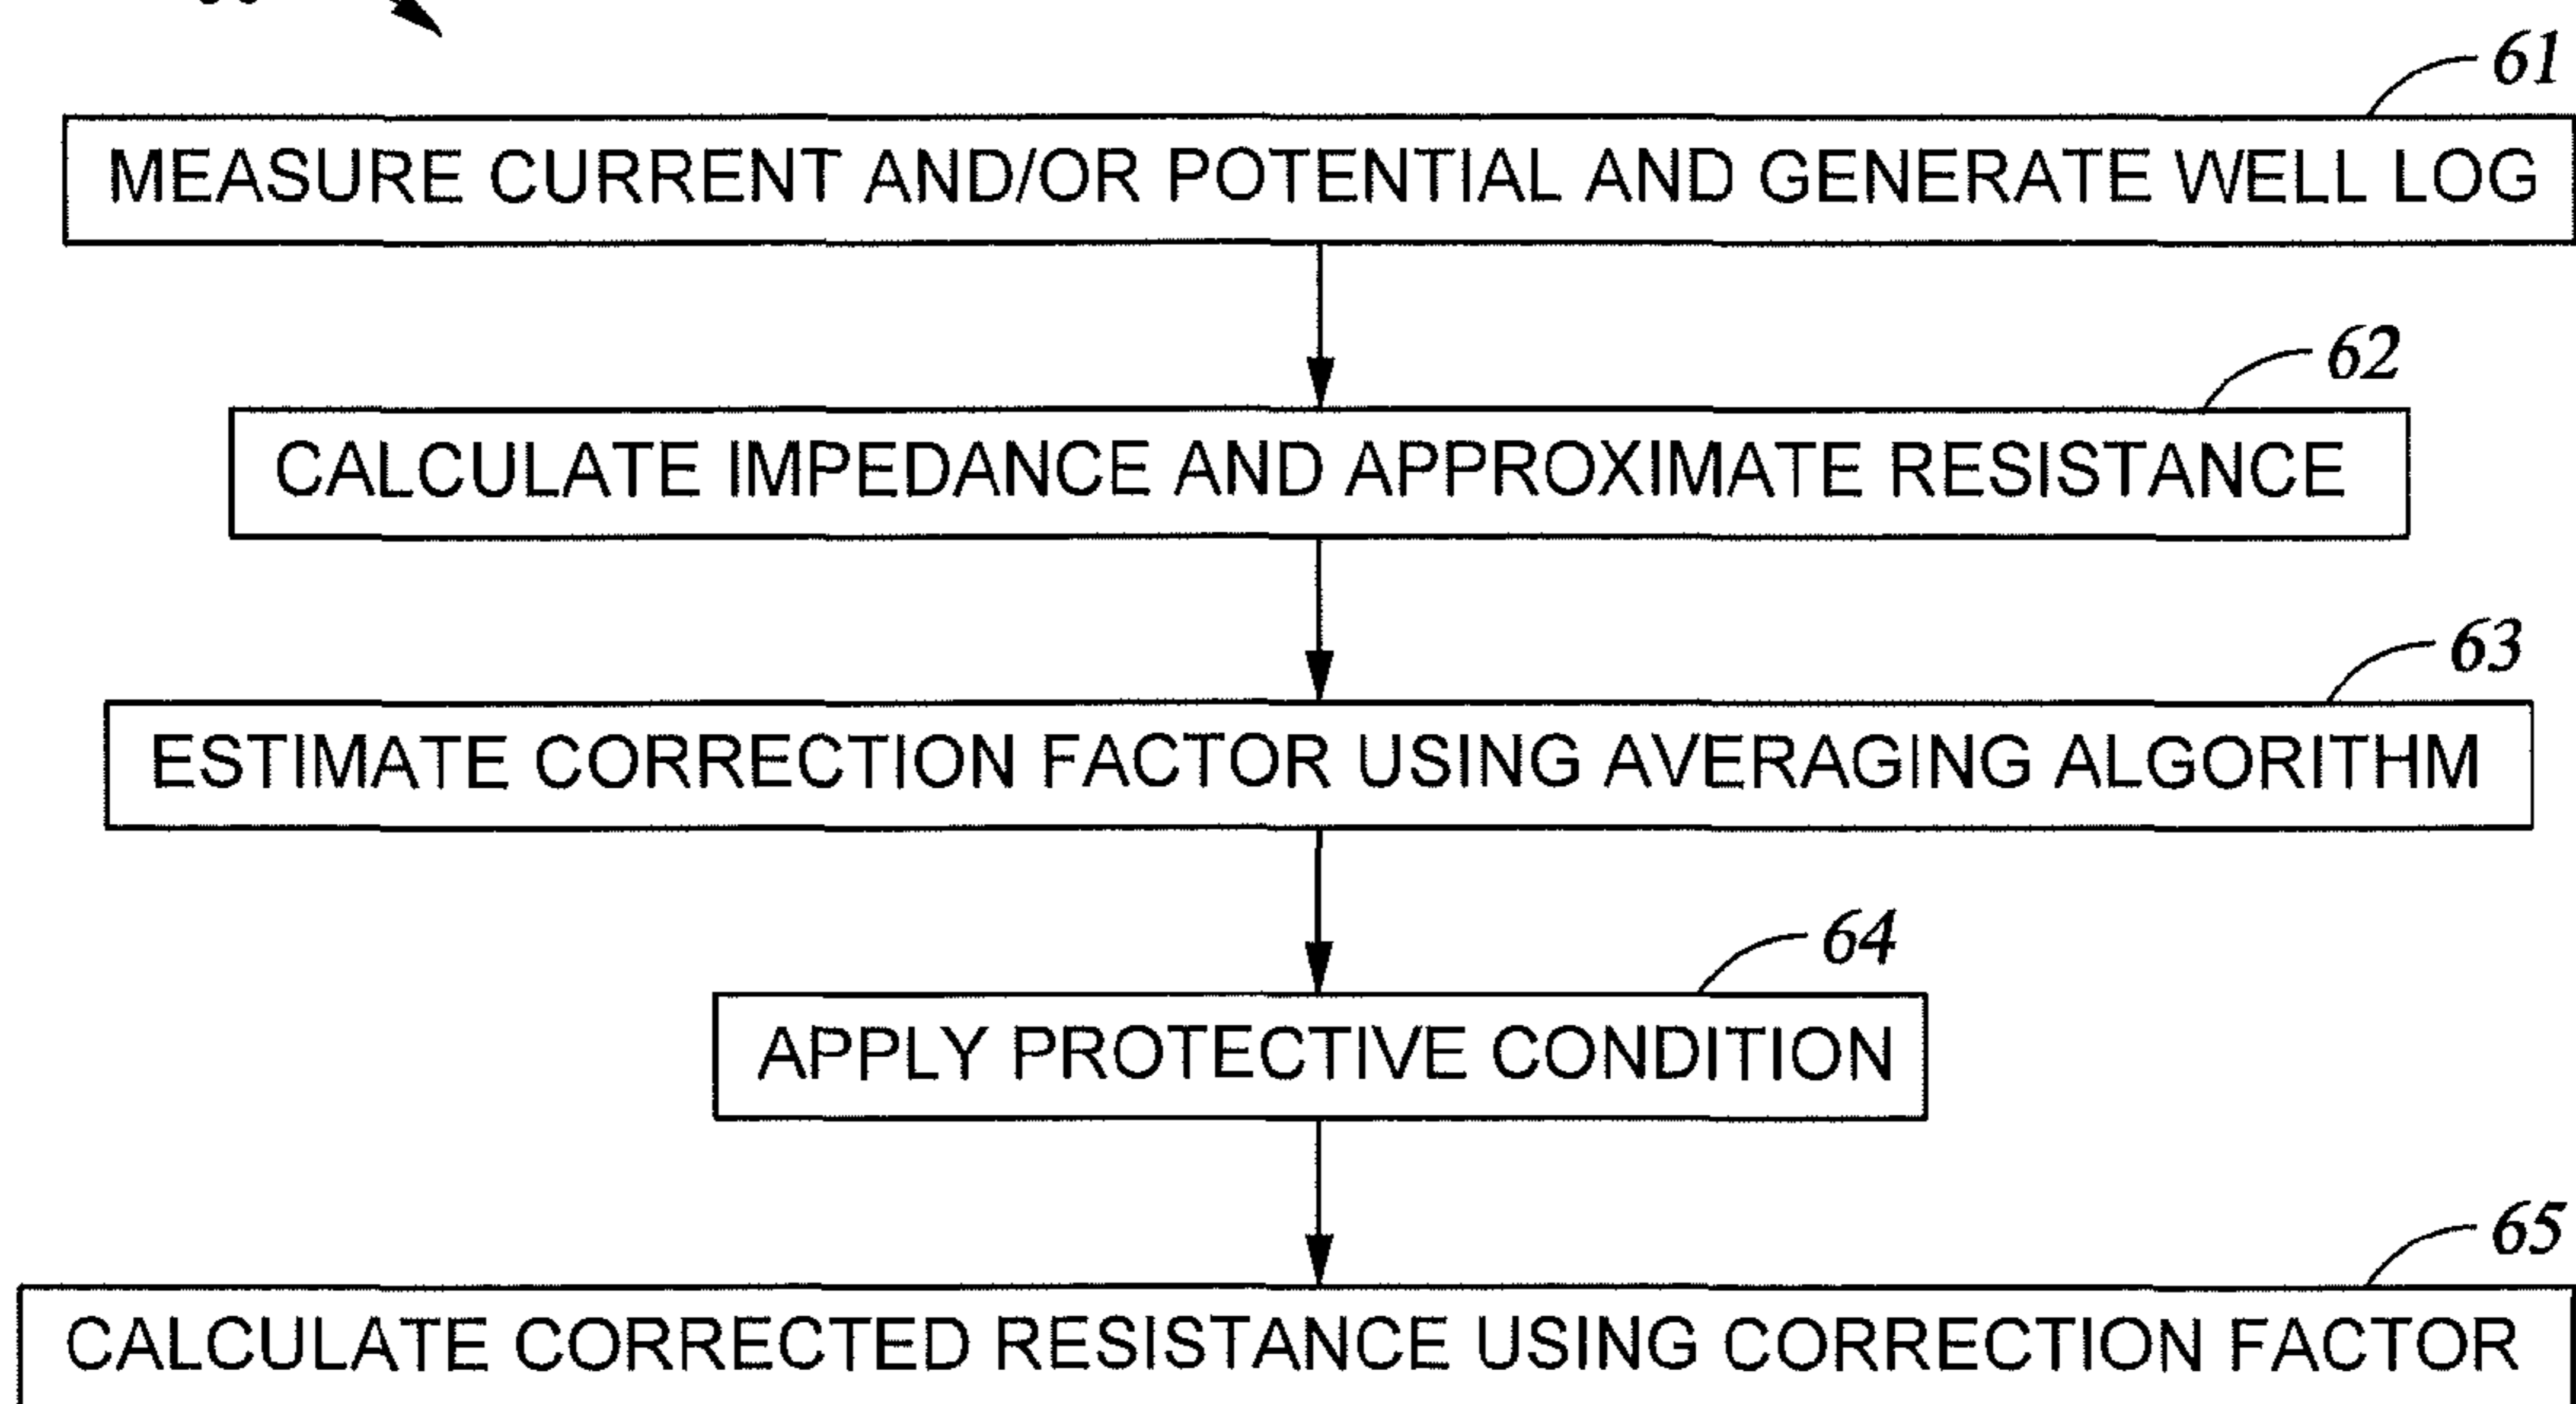 61
MEASURE CURRENT AND/OR POTENTIAL AND GENERATE WELL LOG
62
CALCULATE IMPEDANCE AND APPROXIMATE RESISTANCE
63
ESTIMATE CORRECTION FACTOR USING AVERAGING ALGORITHM
64
APPLY PROTECTIVE CONDITION
65
CALCULATE CORRECTED RESISTANCE USING CORRECTION FACTOR